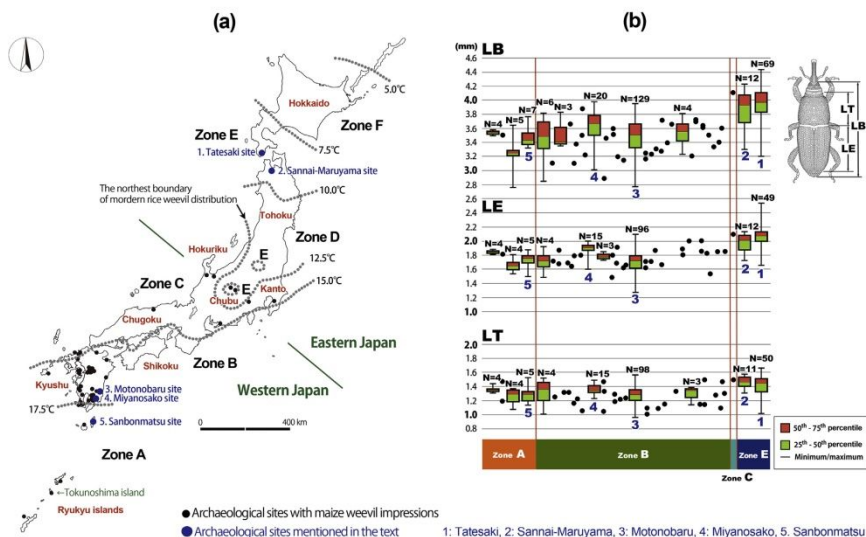 (a)
Hokkaido
5.0℃
Zone F
Zone E
7.5℃
1. Tatesaki site
2. Sannai-Maruyama site
The northest boundary
of mordern rice weevil distribution
10.0℃
Tohoku
Zone D
Hokuriku
E
12.5℃
Zone C
E
15.0℃
Chubu
Kanto
Chugoku
Eastern Japan
Shikoku
Zone B
Western Japan
Kyushu
3. Motonobaru site
4. Miyanosako site
17.5℃
5. Sanbonmatsu site
0
400 km
Zone A
←Tokunoshima island
Ryukyu islands
Archaeological sites with maize weevil impressions
Archaeological sites mentioned in the text
(b)
(mm) LB
4.6
4.4
4.2
4.0
3.8
3.6
3.4
3.2
3.0
2.8
2.6
N=4
N=5
N=7
N=6
N=3
N=20
N=129
N=4
N=12
N=69
5
4
3
2
1
LE
2.6
2.4
2.2
2.0
1.8
1.6
1.4
1.2
1.0
N=4
N=4
N=5
N=4
N=15
N=3
N=96
N=12
N=49
5
4
3
2
1
LT
2.0
1.8
1.6
1.4
1.2
1.0
0.8
N=4
N=4
N=5
N=4
N=15
N=98
N=3
N=11
N=50
5
4
3
2
1
Zone A
Zone B
Zone C
Zone E
LT
LB
LE
50th - 75th percentile
25th - 50th percentile
Minimum/maximum
1: Tatesaki, 2: Sannai-Maruyama, 3: Motonobaru, 4: Miyanosako, 5. Sanbonmatsu